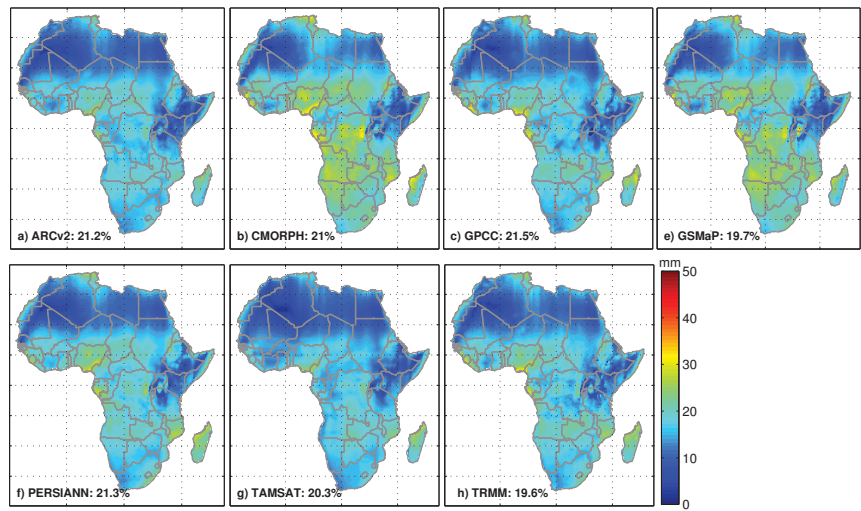 a) ARCv2: 21.2%
b) CMORPH: 21%
c) GPCC: 21.5%
e) GSMaP: 19.7%
mm
50
40
30
20
10
0
f) PERSIANN: 21.3%
g) TAMSAT: 20.3%
h) TRMM: 19.6%